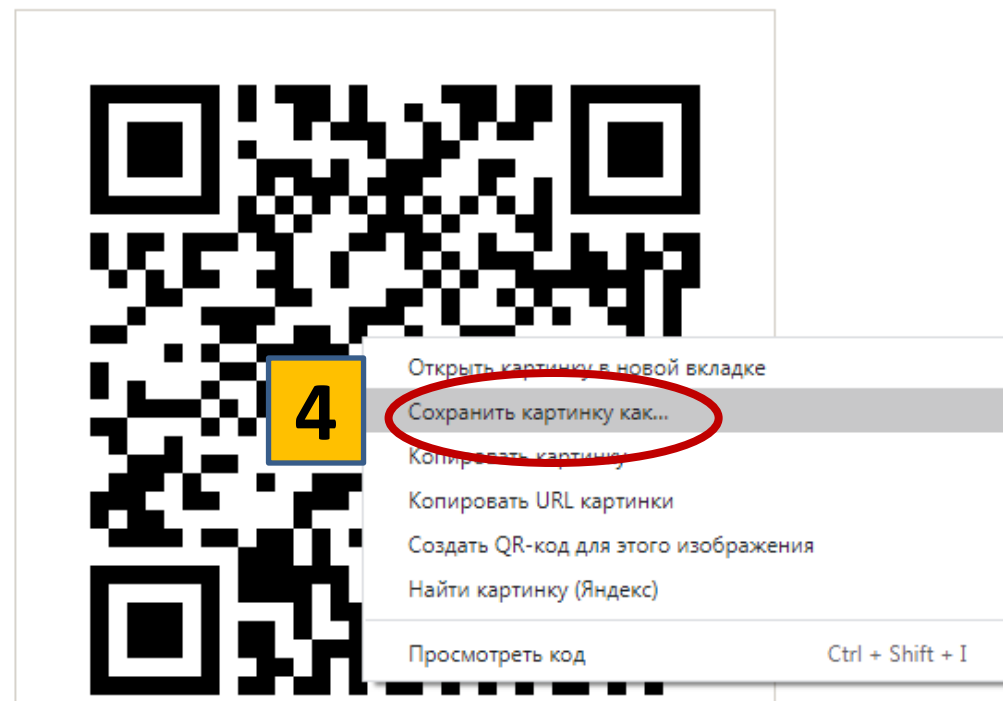 Открыть картинку в новой вкладке
4
Сохранить картинку как...
Копировать картинку
Копировать URL картинки
Создать QR-код для этого изображения
Найти картинку (Яндекс)
Просмотреть код Ctrl + Shift + I